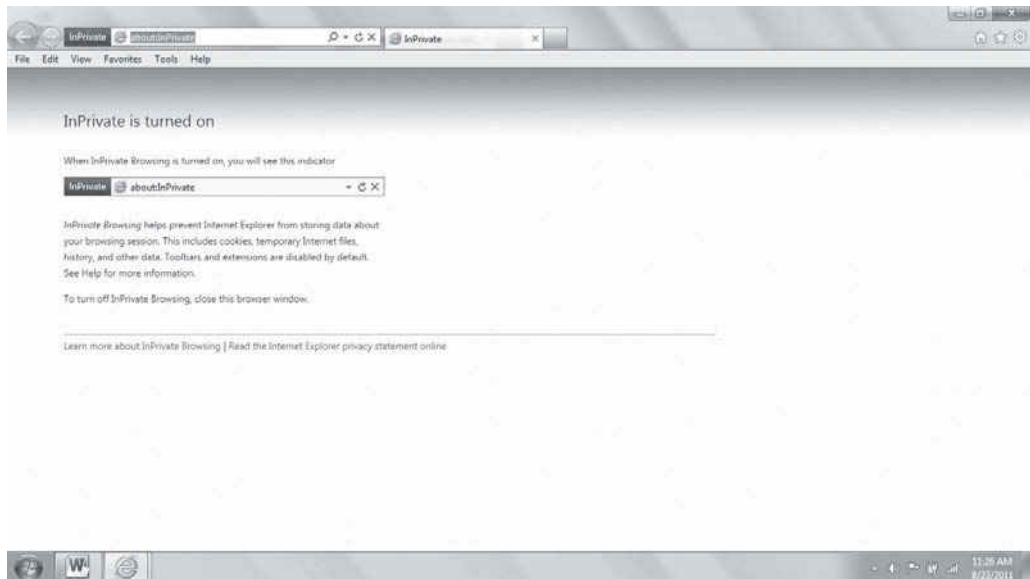 InPrivate about:InPrivate InPrivate
File Edit View Favorites Tools Help
InPrivate is turned on
When InPrivate Browsing is turned on, you will see this indicator
InPrivate about:InPrivate
InPrivate Browsing helps prevent Internet Explorer from storing data about
your browsing session. This includes cookies, temporary Internet files,
history, and other data. Toolbars and extensions are disabled by default.
See Help for more information.
To turn off InPrivate Browsing, close this browser window.
Learn more about InPrivate Browsing | Read the Internet Explorer privacy statement online
W
11:26 AM
8/23/2011